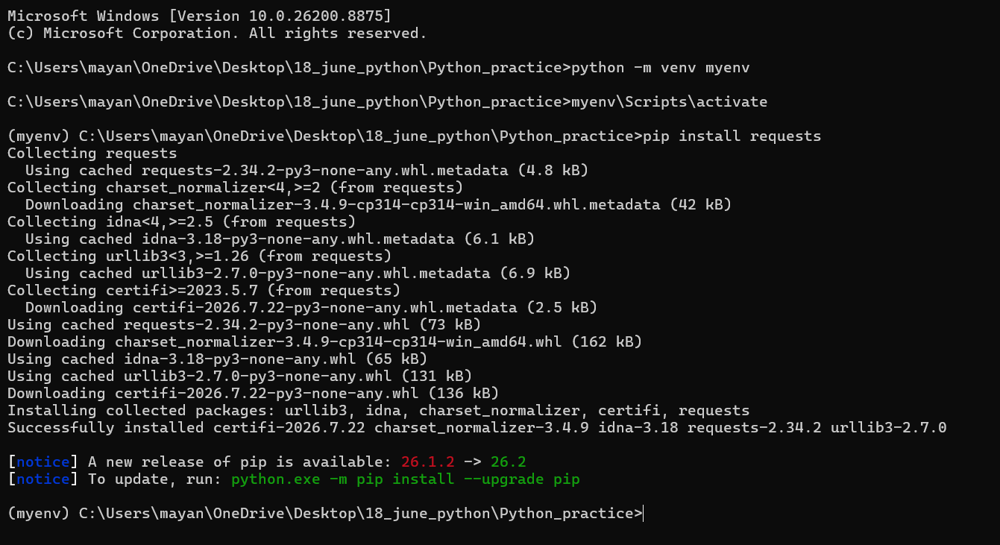 Microsoft Windows [Version 10.0.26200.8875]
(c) Microsoft Corporation. All rights reserved.

C:\Users\mayan\OneDrive\Desktop\18_june_python\Python_practice>python -m venv myenv

C:\Users\mayan\OneDrive\Desktop\18_june_python\Python_practice>myenv\Scripts\activate

(myenv) C:\Users\mayan\OneDrive\Desktop\18_june_python\Python_practice>pip install requests
Collecting requests
  Using cached requests-2.34.2-py3-none-any.whl.metadata (4.8 kB)
Collecting charset_normalizer<4,>=2 (from requests)
  Downloading charset_normalizer-3.4.9-cp314-cp314-win_amd64.whl.metadata (42 kB)
Collecting idna<4,>=2.5 (from requests)
  Using cached idna-3.18-py3-none-any.whl.metadata (6.1 kB)
Collecting urllib3<3,>=1.26 (from requests)
  Using cached urllib3-2.7.0-py3-none-any.whl.metadata (6.9 kB)
Collecting certifi>=2023.5.7 (from requests)
  Downloading certifi-2026.7.22-py3-none-any.whl.metadata (2.5 kB)
Using cached requests-2.34.2-py3-none-any.whl (73 kB)
Downloading charset_normalizer-3.4.9-cp314-cp314-win_amd64.whl (162 kB)
Using cached idna-3.18-py3-none-any.whl (65 kB)
Using cached urllib3-2.7.0-py3-none-any.whl (131 kB)
Downloading certifi-2026.7.22-py3-none-any.whl (136 kB)
Installing collected packages: urllib3, idna, charset_normalizer, certifi, requests
Successfully installed certifi-2026.7.22 charset_normalizer-3.4.9 idna-3.18 requests-2.34.2 urllib3-2.7.0

[notice] A new release of pip is available: 26.1.2 -> 26.2
[notice] To update, run: python.exe -m pip install --upgrade pip

(myenv) C:\Users\mayan\OneDrive\Desktop\18_june_python\Python_practice>